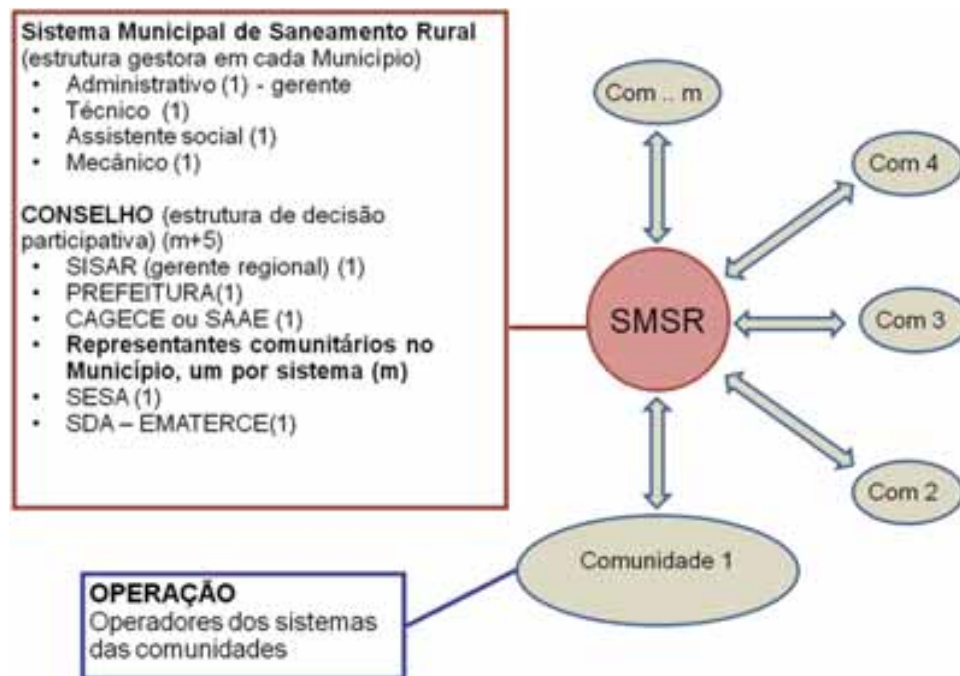 Sistema Municipal de Saneamento Rural
(estrutura gestora em cada Município)
• Administrativo (1) - gerente
• Técnico (1)
• Assistente social (1)
• Mecânico (1)
CONSELHO (estrutura de decisão
participativa) (m+5)
• SISAR (gerente regional) (1)
• PREFEITURA(1)
• CAGECE ou SAAE (1)
• Representantes comunitários no
Município, um por sistema (m)
• SESA (1)
• SDA – EMATERCE(1)
Com .. m
Com 4
SMSR
Com 3
Com 2
Comunidade 1
OPERAÇÃO
Operadores dos sistemas
das comunidades